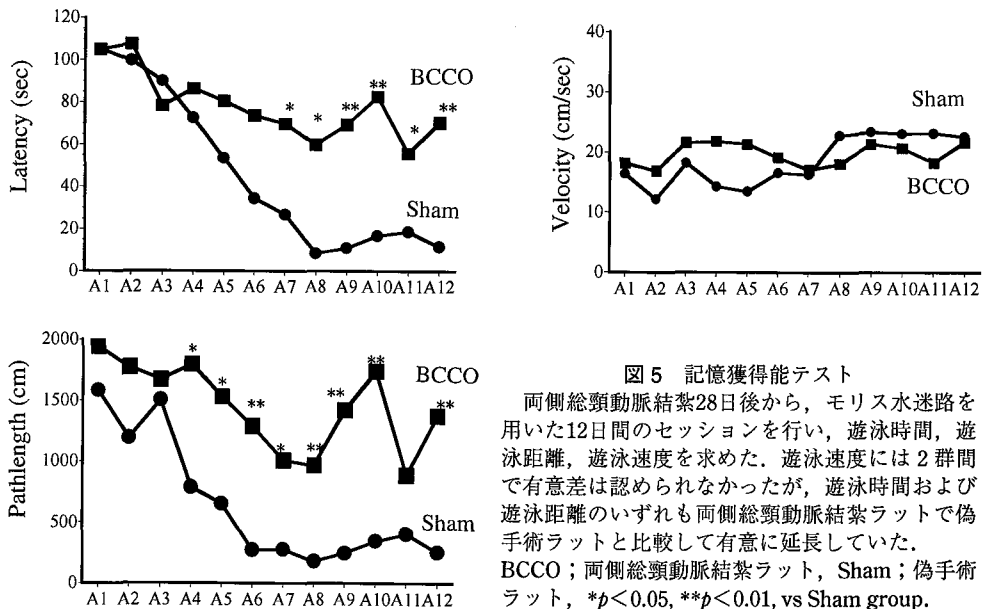 120
100
80
60
40
20
0
Latency (sec)
BCCO
* * ** ** * **
Sham
A1 A2 A3 A4 A5 A6 A7 A8 A9 A10 A11 A12
40
30
20
10
0
Velocity (cm/sec)
Sham
BCCO
A1 A2 A3 A4 A5 A6 A7 A8 A9 A10 A11 A12
2000
1500
1000
500
0
Pathlength (cm)
BCCO
* * ** * ** ** ** **
Sham
A1 A2 A3 A4 A5 A6 A7 A8 A9 A10 A11 A12
図5 記憶獲得能テスト
両側総頸動脈結紮28日後から,モリス水迷路を
用いた12日間のセッションを行い,遊泳時間,遊
泳距離,遊泳速度を求めた.遊泳速度には2群間
で有意差は認められなかったが,遊泳時間および
遊泳距離のいずれも両側総頸動脈結紮ラットで偽
手術ラットと比較して有意に延長していた.
BCCO;両側総頸動脈結紮ラット,Sham;偽手術
ラット,*p<0.05, **p<0.01, vs Sham group.